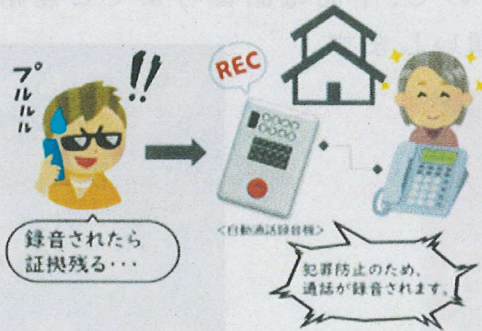 プルルル
!!
REC
<自動通話録音機>
録音されたら
証拠残る・・・
犯罪防止のため、
通話が録音されます。